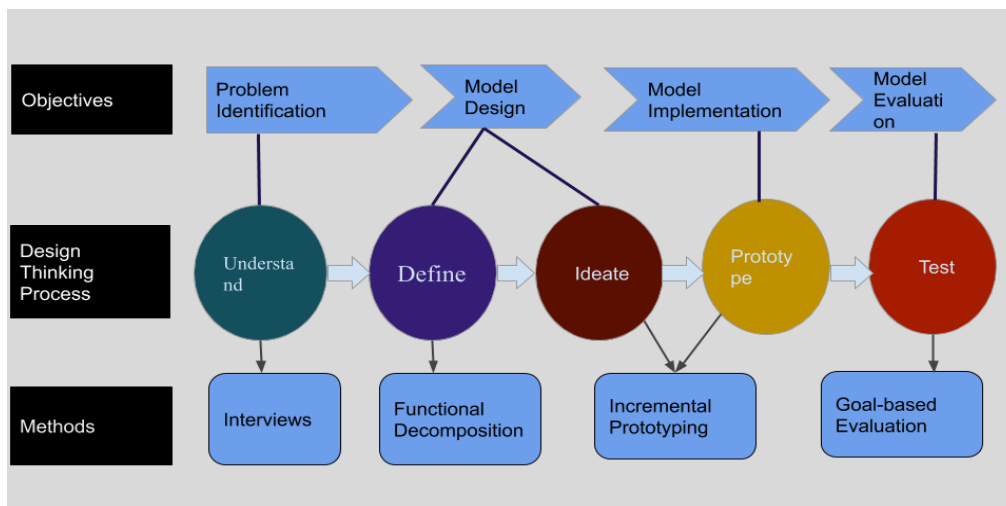 Objectives
Problem
Identification
Model
Design
Model
Implementation
Model
Evaluati
on
Design
Thinking
Process
Understa
nd
Define
Ideate
Prototy
pe
Test
Methods
Interviews
Functional
Decomposition
Incremental
Prototyping
Goal-based
Evaluation